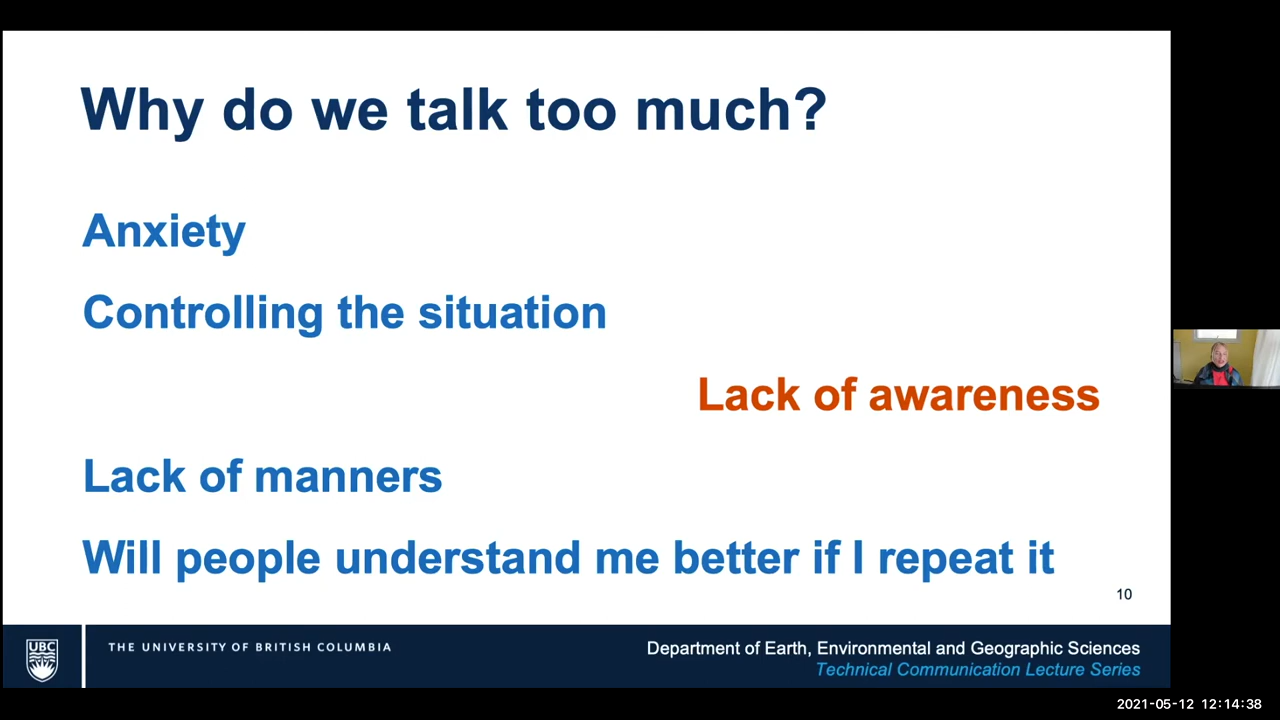 Why do we talk too much?
Anxiety
Controlling the situation
Lack of awareness
Lack of manners
Will people understand me better if I repeat it
10
UBC
THE UNIVERSITY OF BRITISH COLUMBIA
Department of Earth, Environmental and Geographic Sciences
Technical Communication Lecture Series
2021-05-12 12:14:38